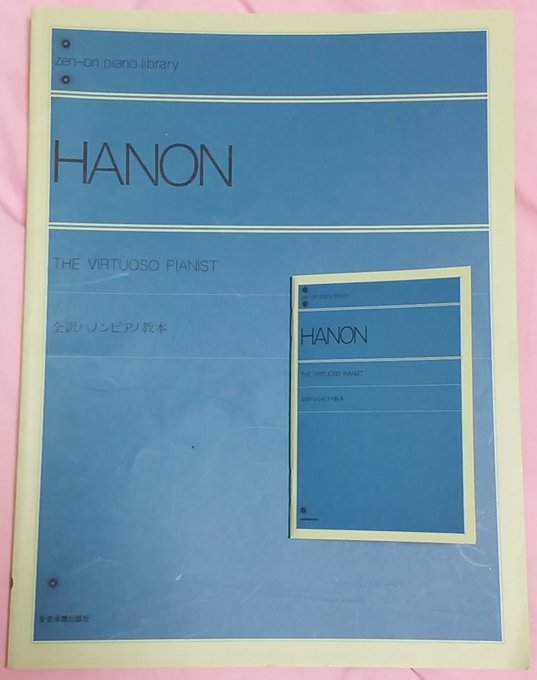 zen-on piano library
HANON
THE VIRTUOSO PIANIST
全訳ハノンピアノ教本
全音楽譜出版社
zen-on piano library
HANON
THE VIRTUOSO PIANIST
全訳ハノンピアノ教本